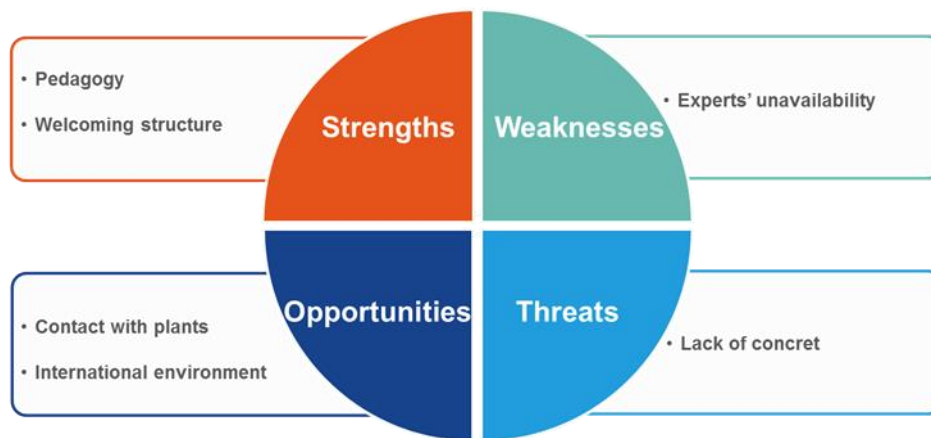 • Pedagogy
• Welcoming structure
Strengths
Weaknesses
• Experts' unavailability
• Contact with plants
• International environment
Opportunities
Threats
• Lack of concret